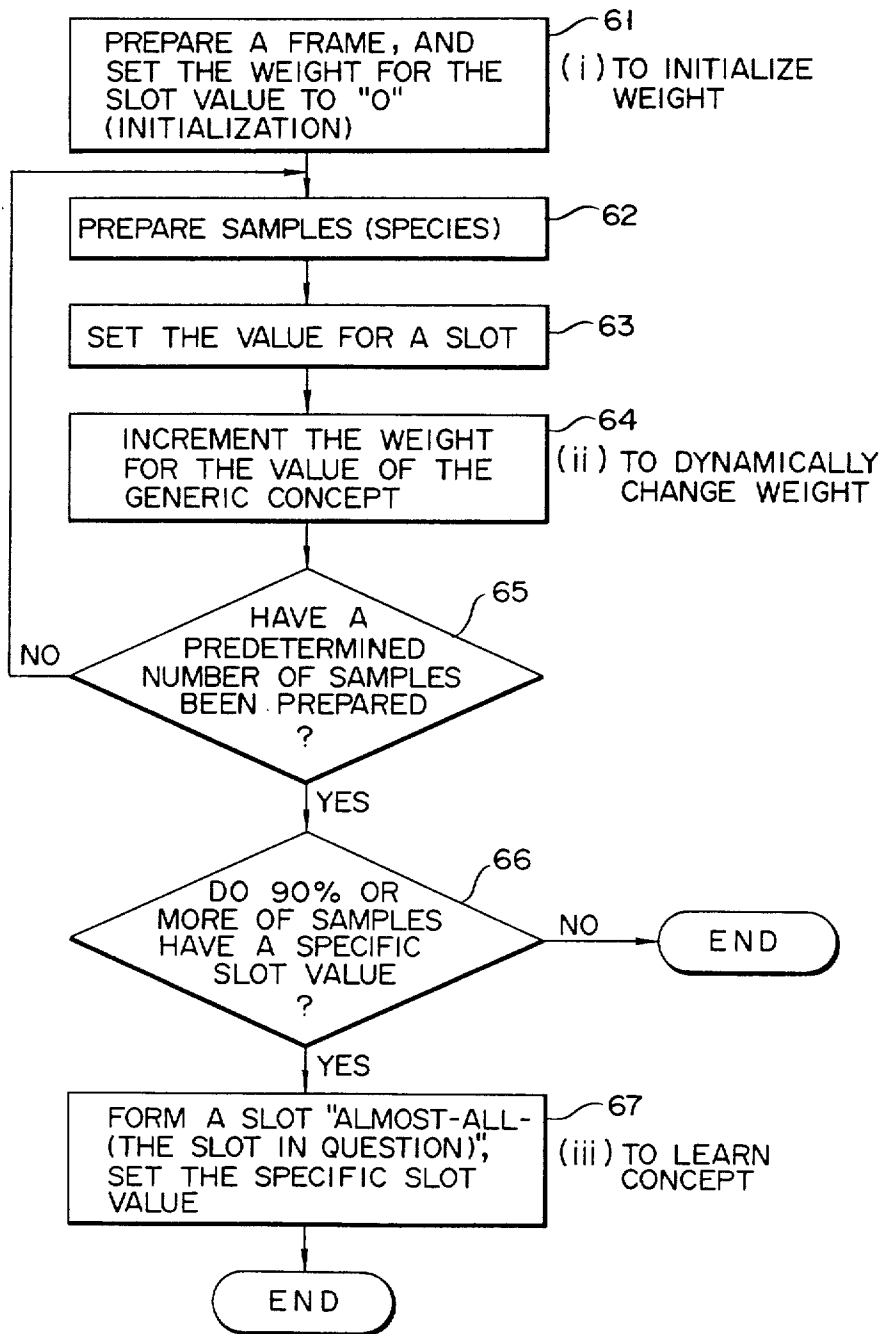 61
PREPARE A FRAME, AND
SET THE WEIGHT FOR THE
SLOT VALUE TO "0"
(INITIALIZATION)
(i) TO INITIALIZE
WEIGHT
62
PREPARE SAMPLES (SPECIES)
63
SET THE VALUE FOR A SLOT
64
INCREMENT THE WEIGHT
FOR THE VALUE OF THE
GENERIC CONCEPT
(ii) TO DYNAMICALLY
CHANGE WEIGHT
65
HAVE A
PREDETERMINED
NUMBER OF SAMPLES
BEEN PREPARED
?
NO
YES
66
DO 90% OR
MORE OF SAMPLES
HAVE A SPECIFIC
SLOT VALUE
?
NO
END
YES
67
FORM A SLOT "ALMOST-ALL-
(THE SLOT IN QUESTION)",
SET THE SPECIFIC SLOT
VALUE
(iii) TO LEARN
CONCEPT
END